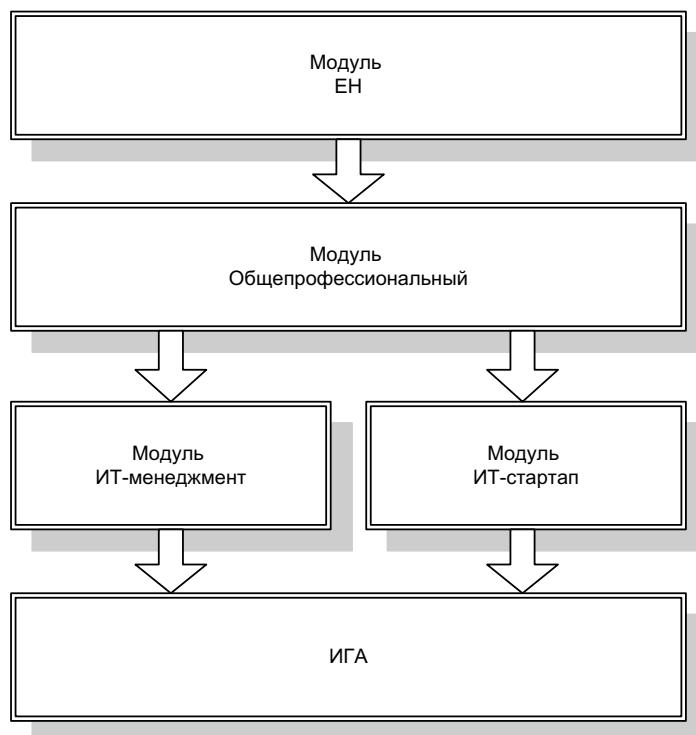 Модуль
ЕН
Модуль
Общепрофессиональный
Модуль
ИТ-менеджмент
Модуль
ИТ-стартап
ИГА